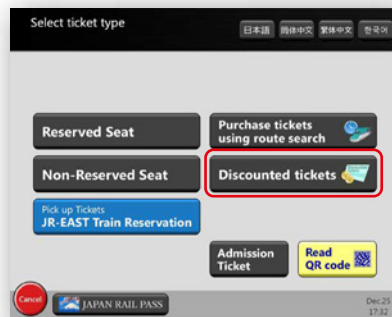 Select ticket type
日本語
简体中文
繁体中文
한국어
Reserved Seat
Purchase tickets
using route search
Non-Reserved Seat
Discounted tickets
Pick up Tickets
JR-EAST Train Reservation
Admission
Ticket
Read
QR code
Cancel
JAPAN RAIL PASS
Dec.25
17:32